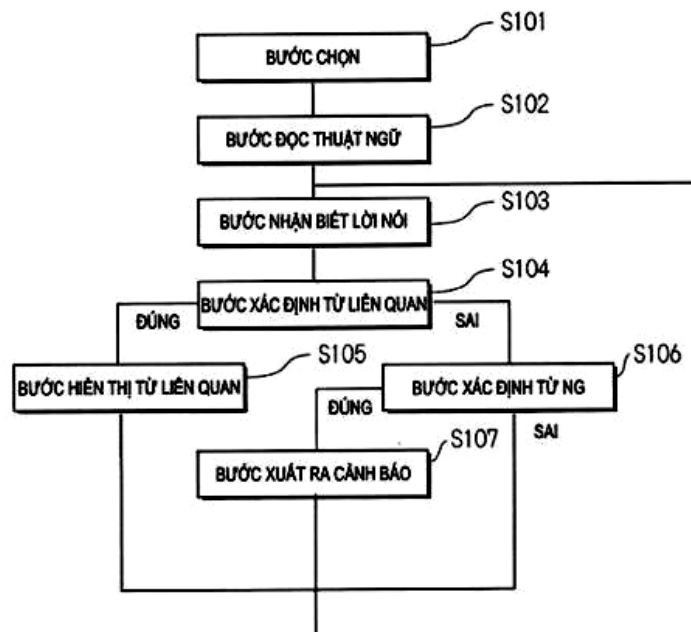 S101
BƯỚC CHỌN
S102
BƯỚC ĐỌC THUẬT NGỮ
S103
BƯỚC NHẬN BIẾT LỜI NÓI
S104
BƯỚC XÁC ĐỊNH TỪ LIÊN QUAN
ĐÚNG
SAI
S105
S106
BƯỚC HIỂN THỊ TỪ LIÊN QUAN
BƯỚC XÁC ĐỊNH TỪ NG
ĐÚNG
SAI
S107
BƯỚC XUẤT RA CẢNH BÁO